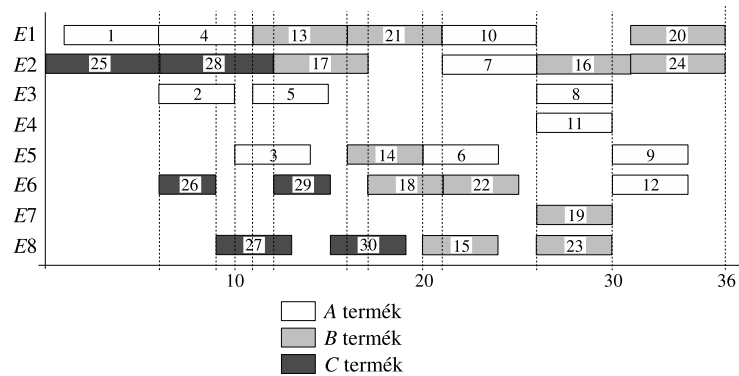 E1 1 4 13 21 10 20
E2 25 28 17 7 16 24
E3 2 5 8
E4 11
E5 3 14 6 9
E6 26 29 18 22 12
E7 19
E8 27 30 15 23
10 20 30 36
A termék
B termék
C termék